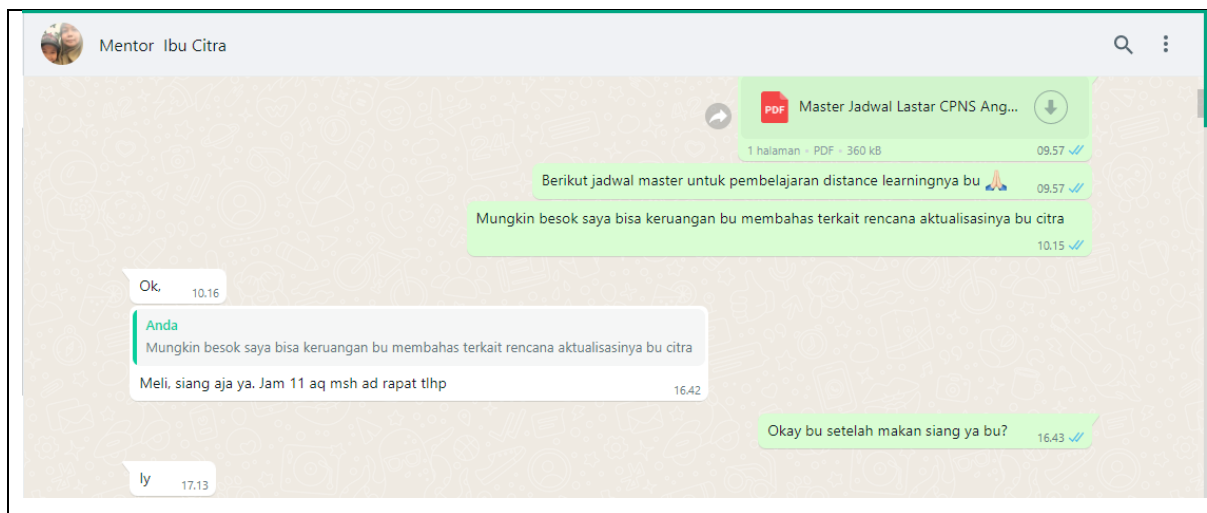 Mentor Ibu Citra
PDF
Master Jadwal Lastar CPNS Ang...
1 halaman • PDF • 360 kB
09.57
Berikut jadwal master untuk pembelajaran distance learningnya bu 🙏🏻
09.57
Mungkin besok saya bisa keruangan bu membahas terkait rencana aktualisasinya bu citra
10.15
Ok,
10.16
Anda
Mungkin besok saya bisa keruangan bu membahas terkait rencana aktualisasinya bu citra
Meli, siang aja ya. Jam 11 aq msh ad rapat tlhp
16.42
Okay bu setelah makan siang ya bu?
16.43
Iy
17.13